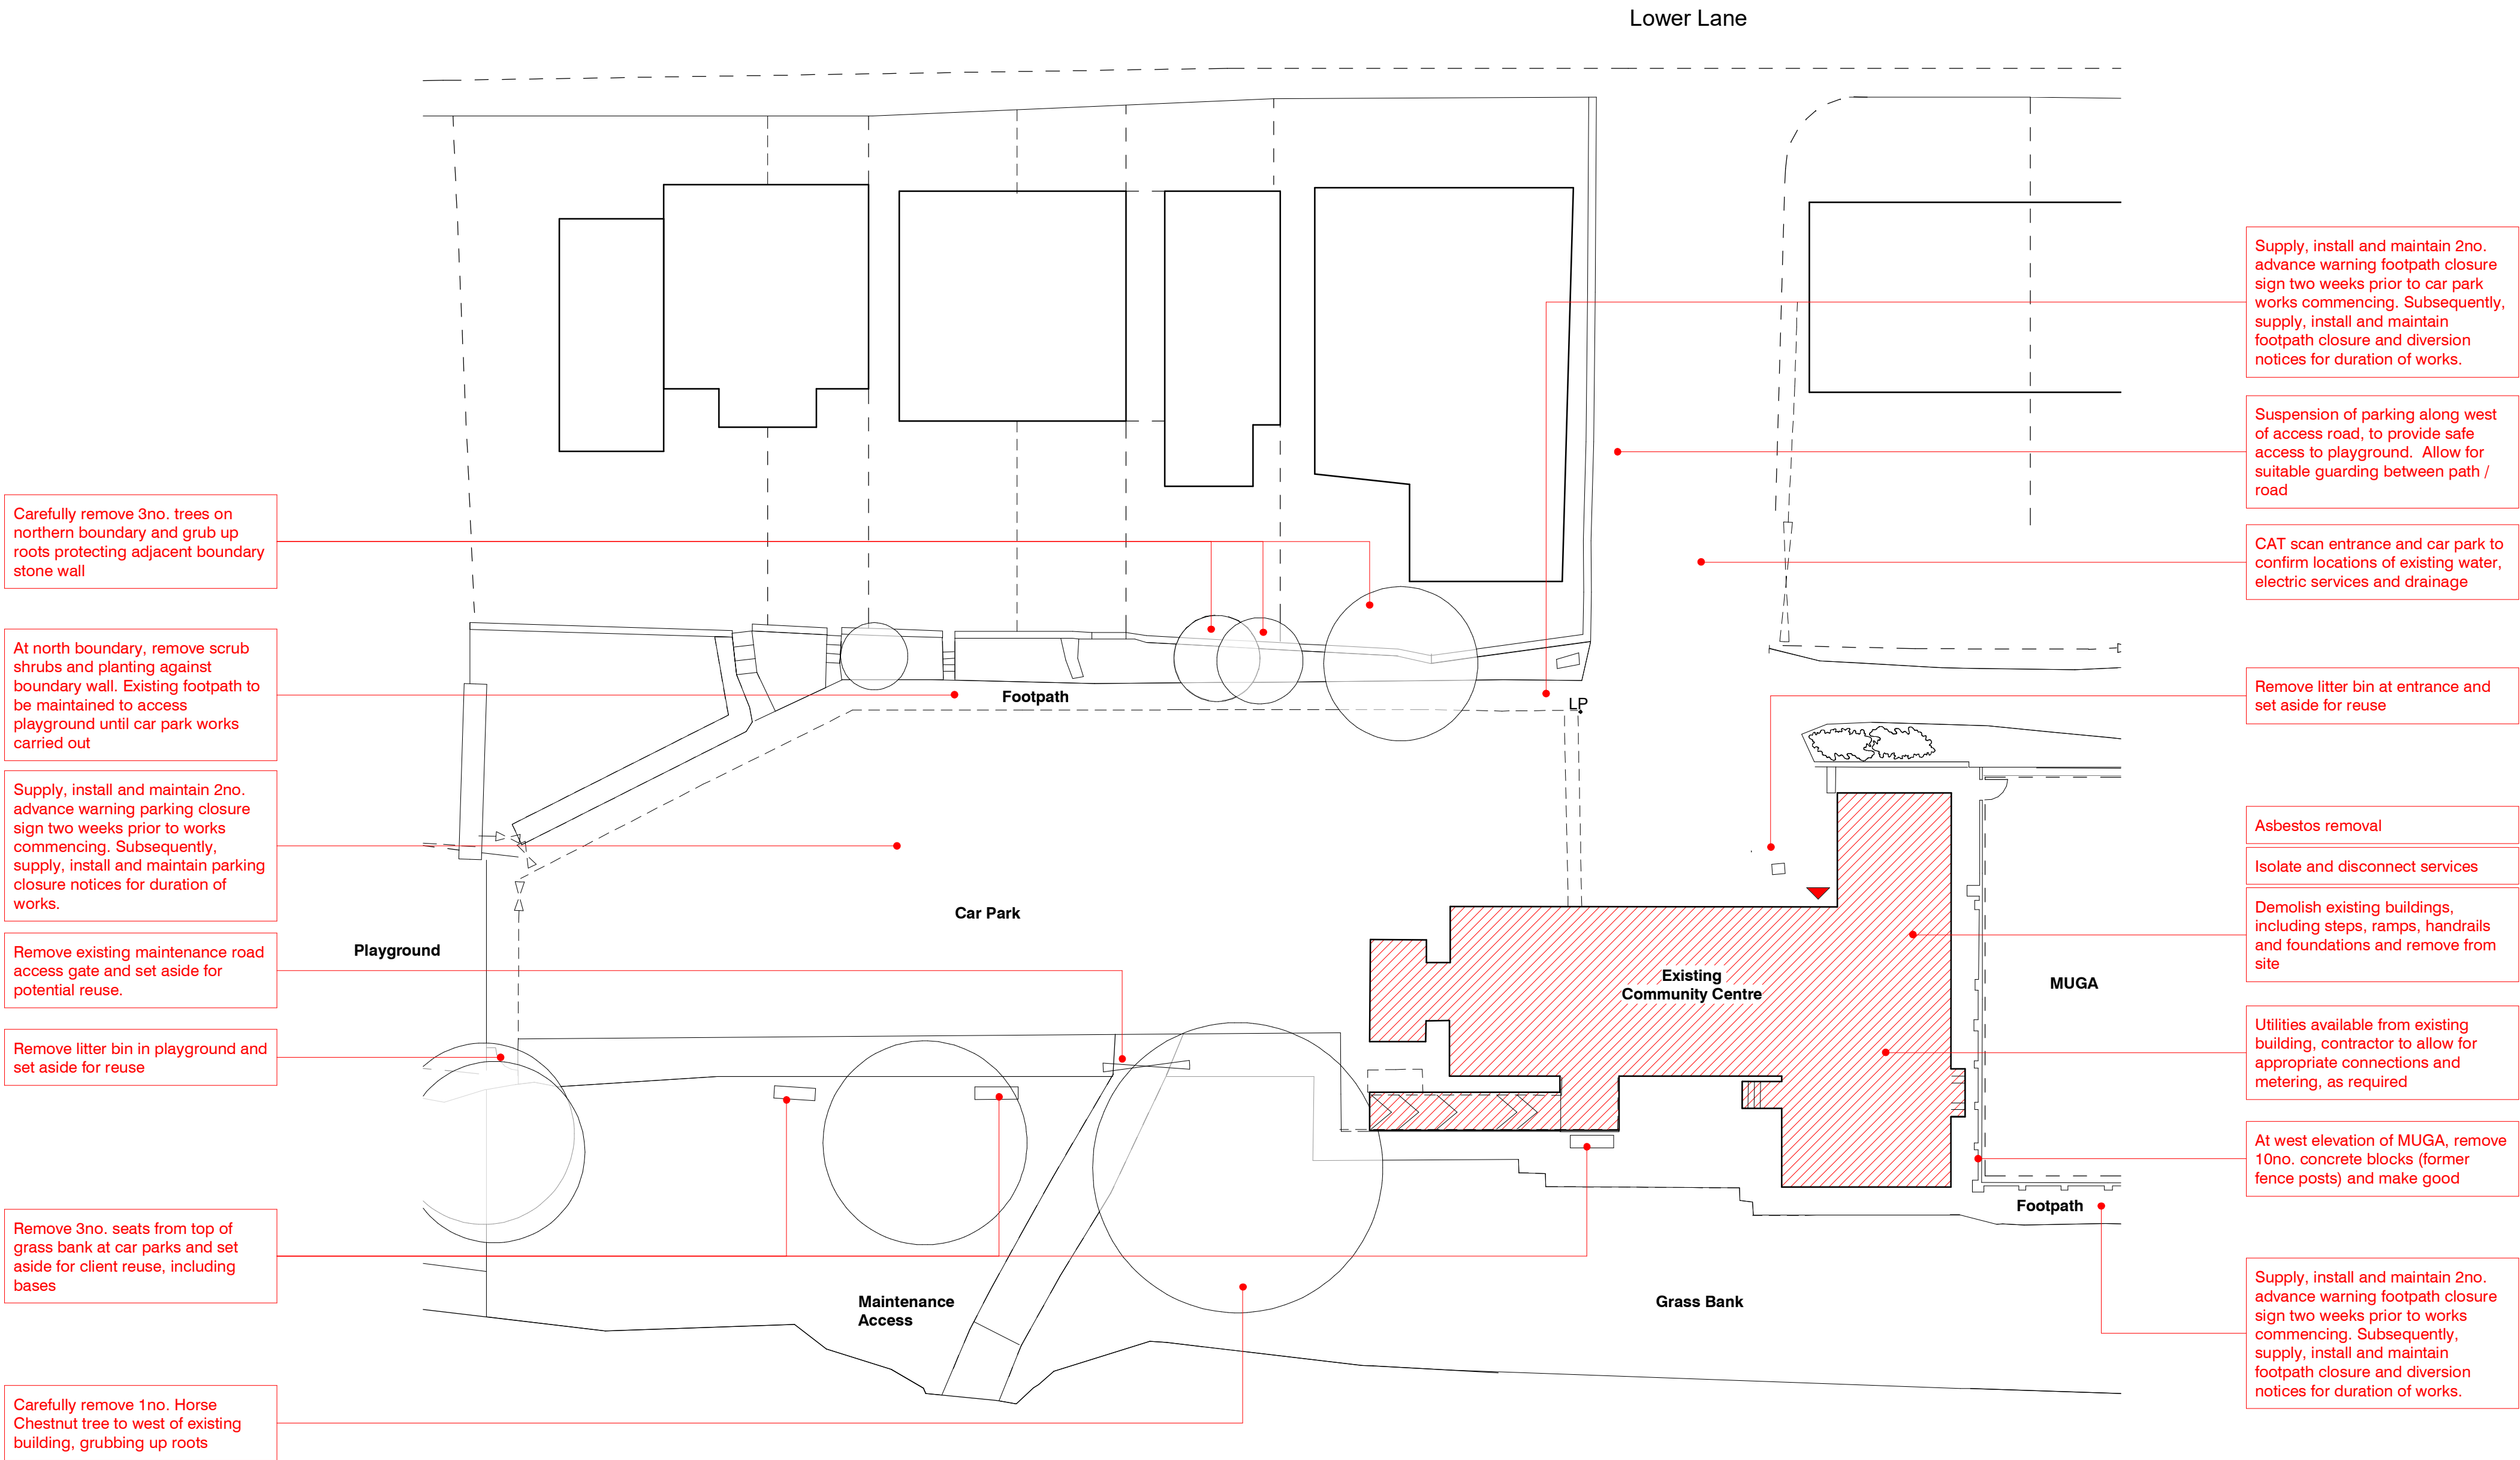 Lower Lane
Carefully remove 3no. trees on
northern boundary and grub up
roots protecting adjacent boundary
stone wall
At north boundary, remove scrub
shrubs and planting against
boundary wall. Existing footpath to
be maintained to access
playground until car park works
carried out
Supply, install and maintain 2no.
advance warning parking closure
sign two weeks prior to works
commencing. Subsequently,
supply, install and maintain parking
closure notices for duration of
works.
Remove existing maintenance road
access gate and set aside for
potential reuse.
Remove litter bin in playground and
set aside for reuse
Remove 3no. seats from top of
grass bank at car parks and set
aside for client reuse, including
bases
Carefully remove 1no. Horse
Chestnut tree to west of existing
building, grubbing up roots
Footpath
LP
Car Park
Playground
Existing
Community Centre
MUGA
Footpath
Maintenance
Access
Grass Bank
Supply, install and maintain 2no.
advance warning footpath closure
sign two weeks prior to car park
works commencing. Subsequently,
supply, install and maintain
footpath closure and diversion
notices for duration of works.
Suspension of parking along west
of access road, to provide safe
access to playground.  Allow for
suitable guarding between path /
road
CAT scan entrance and car park to
confirm locations of existing water,
electric services and drainage
Remove litter bin at entrance and
set aside for reuse
Asbestos removal
Isolate and disconnect services
Demolish existing buildings,
including steps, ramps, handrails
and foundations and remove from
site
Utilities available from existing
building, contractor to allow for
appropriate connections and
metering, as required
At west elevation of MUGA, remove
10no. concrete blocks (former
fence posts) and make good
Supply, install and maintain 2no.
advance warning footpath closure
sign two weeks prior to works
commencing. Subsequently,
supply, install and maintain
footpath closure and diversion
notices for duration of works.